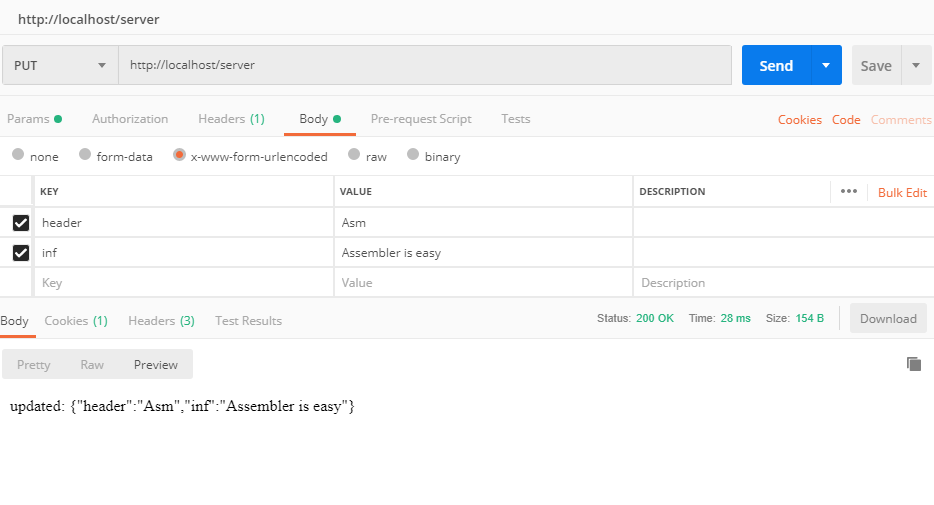 http://localhost/server
PUT http://localhost/server Send Save
Params Authorization Headers (1) Body Pre-request Script Tests Cookies Code Comments
none form-data x-www-form-urlencoded raw binary
KEY VALUE DESCRIPTION ••• Bulk Edit
header Asm
inf Assembler is easy
Key Value Description
Body Cookies (1) Headers (3) Test Results Status: 200 OK Time: 28 ms Size: 154 B Download
Pretty Raw Preview
updated: {"header":"Asm","inf":"Assembler is easy"}